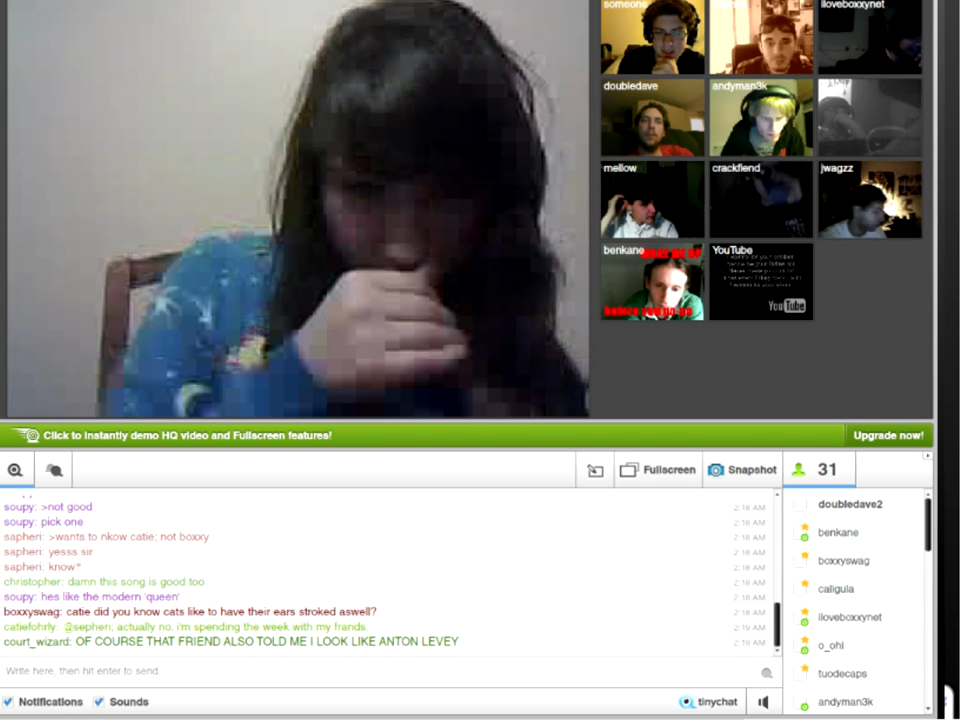 someone
iloveboxxynet
doubledave
andyman3k
mellow
crackfiend
jwagzz
benkane
YouTube
You Tube
Click to instantly demo HQ video and Fullscreen features!
Upgrade now!
Fullscreen
Snapshot
31
soupy: >not good 2:18 AM
soupy: pick one 2:18 AM
sapheri: >wants to nkow catie; not boxxy 2:18 AM
sapheri: yesss sir 2:18 AM
sapheri: know* 2:18 AM
christopher: damn this song is good too 2:18 AM
soupy: hes like the modern 'queen' 2:18 AM
boxxyswag: catie did you know cats like to have their ears stroked aswell? 2:18 AM
catiefohrly: @sepheri; actually no. i'm spending the week with my friands. 2:19 AM
court_wizard: OF COURSE THAT FRIEND ALSO TOLD ME I LOOK LIKE ANTON LEVEY 2:19 AM
Write here, then hit enter to send.
Notifications
Sounds
tinychat
doubledave2
benkane
boxxyswag
caligula
iloveboxxynet
o_ohi
tuodecaps
andyman3k